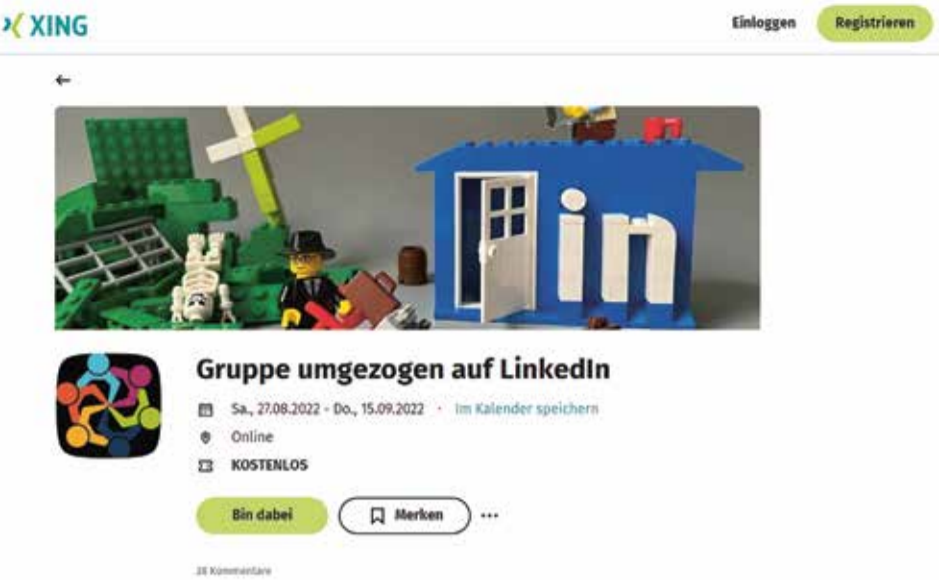 XING
Einloggen
Registrieren
in
Gruppe umgezogen auf LinkedIn
Sa., 27.08.2022 - Do., 15.09.2022 · Im Kalender speichern
Online
KOSTENLOS
Bin dabei
Merken
38 Kommentare